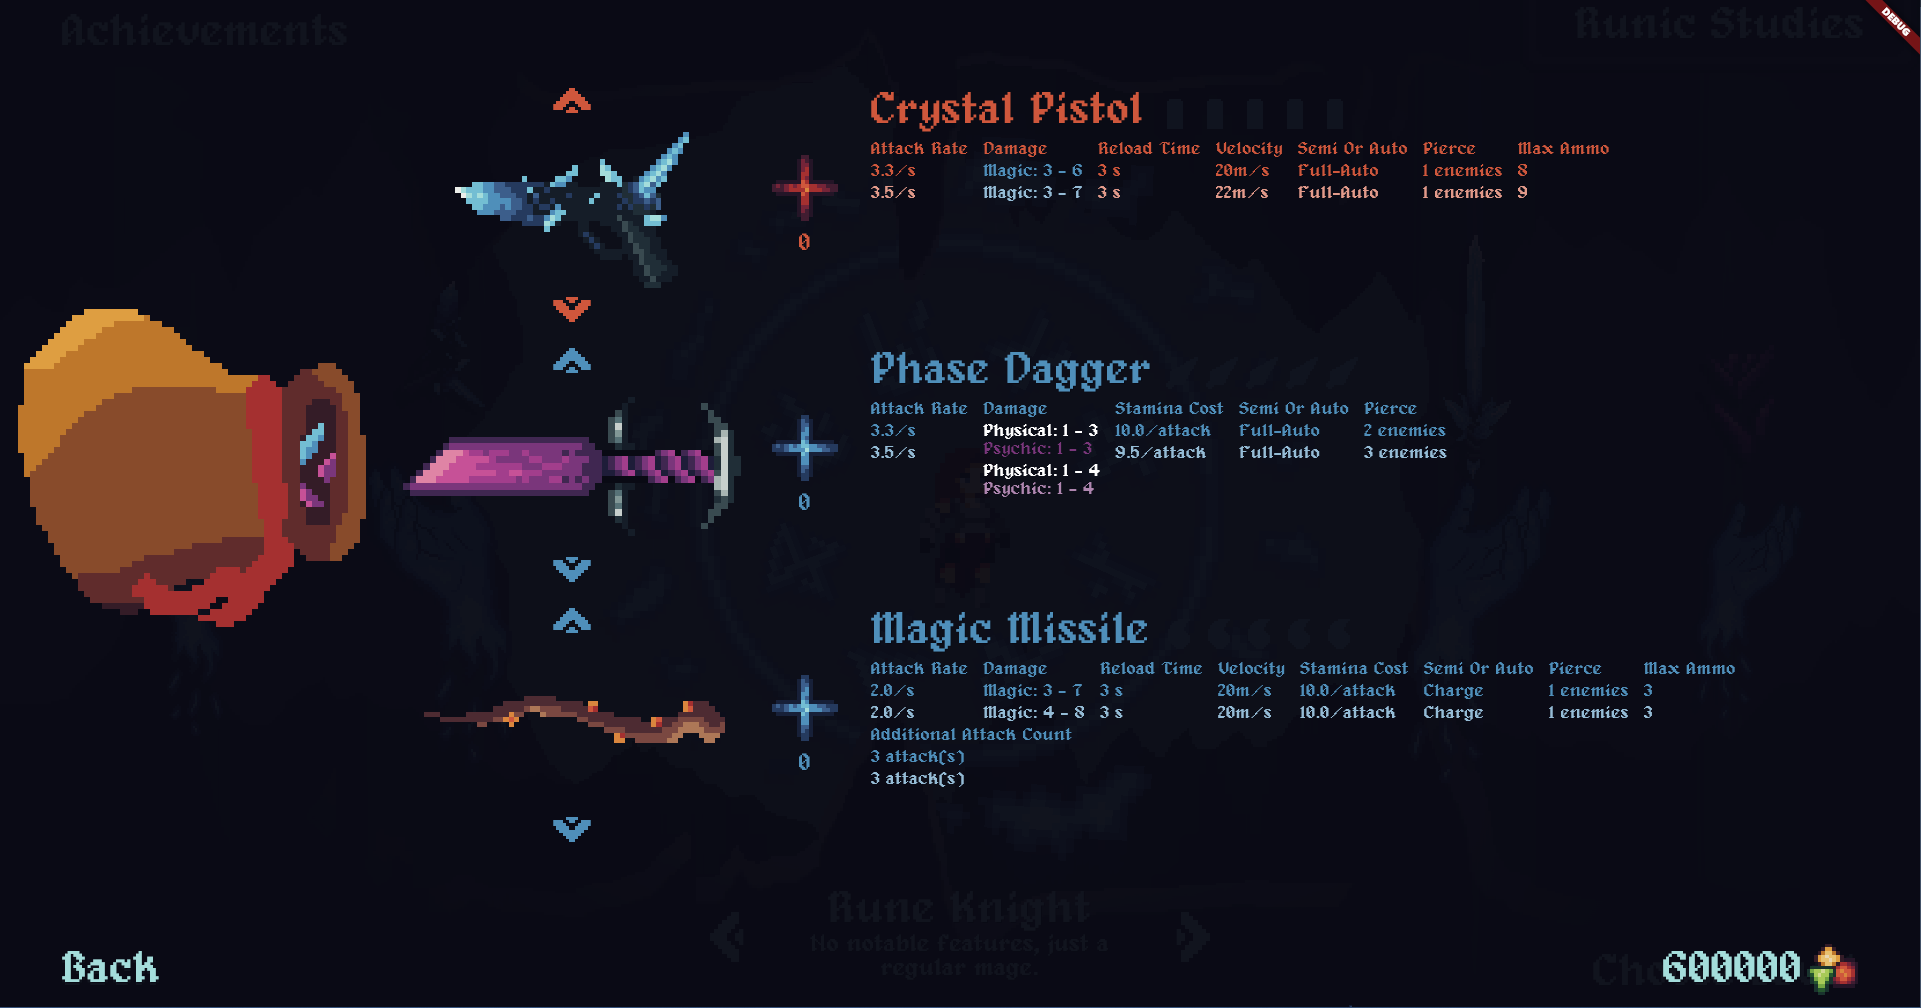 Achievements
Runic Studies
DEBUG
Crystal Pistol
Attack Rate Damage Reload Time Velocity Semi Or Auto Pierce Max Ammo
3.3/s Magic: 3 - 6 3 s 20m/s Full-Auto 1 enemies 8
3.5/s Magic: 3 - 7 3 s 22m/s Full-Auto 1 enemies 9
0
Phase Dagger
Attack Rate Damage Stamina Cost Semi Or Auto Pierce
3.3/s Physical: 1 - 3 10.0/attack Full-Auto 2 enemies
Psychic: 1 - 3
3.5/s 9.5/attack Full-Auto 3 enemies
Physical: 1 - 4
Psychic: 1 - 4
0
Magic Missile
Attack Rate Damage Reload Time Velocity Stamina Cost Semi Or Auto Pierce Max Ammo
2.0/s Magic: 3 - 7 3 s 20m/s 10.0/attack Charge 1 enemies 3
2.0/s Magic: 4 - 8 3 s 20m/s 10.0/attack Charge 1 enemies 3
Additional Attack Count
3 attack(s)
3 attack(s)
0
Rune Knight
No notable features, just a
regular mage.
Back
600000